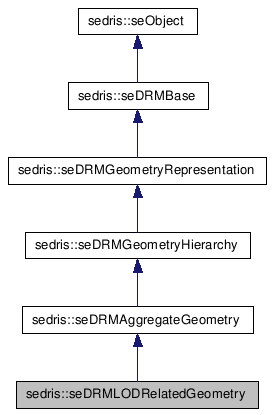 sedris::seObject
sedris::seDRMBase
sedris::seDRMGeometryRepresentation
sedris::seDRMGeometryHierarchy
sedris::seDRMAggregateGeometry
sedris::seDRMLODRelatedGeometry